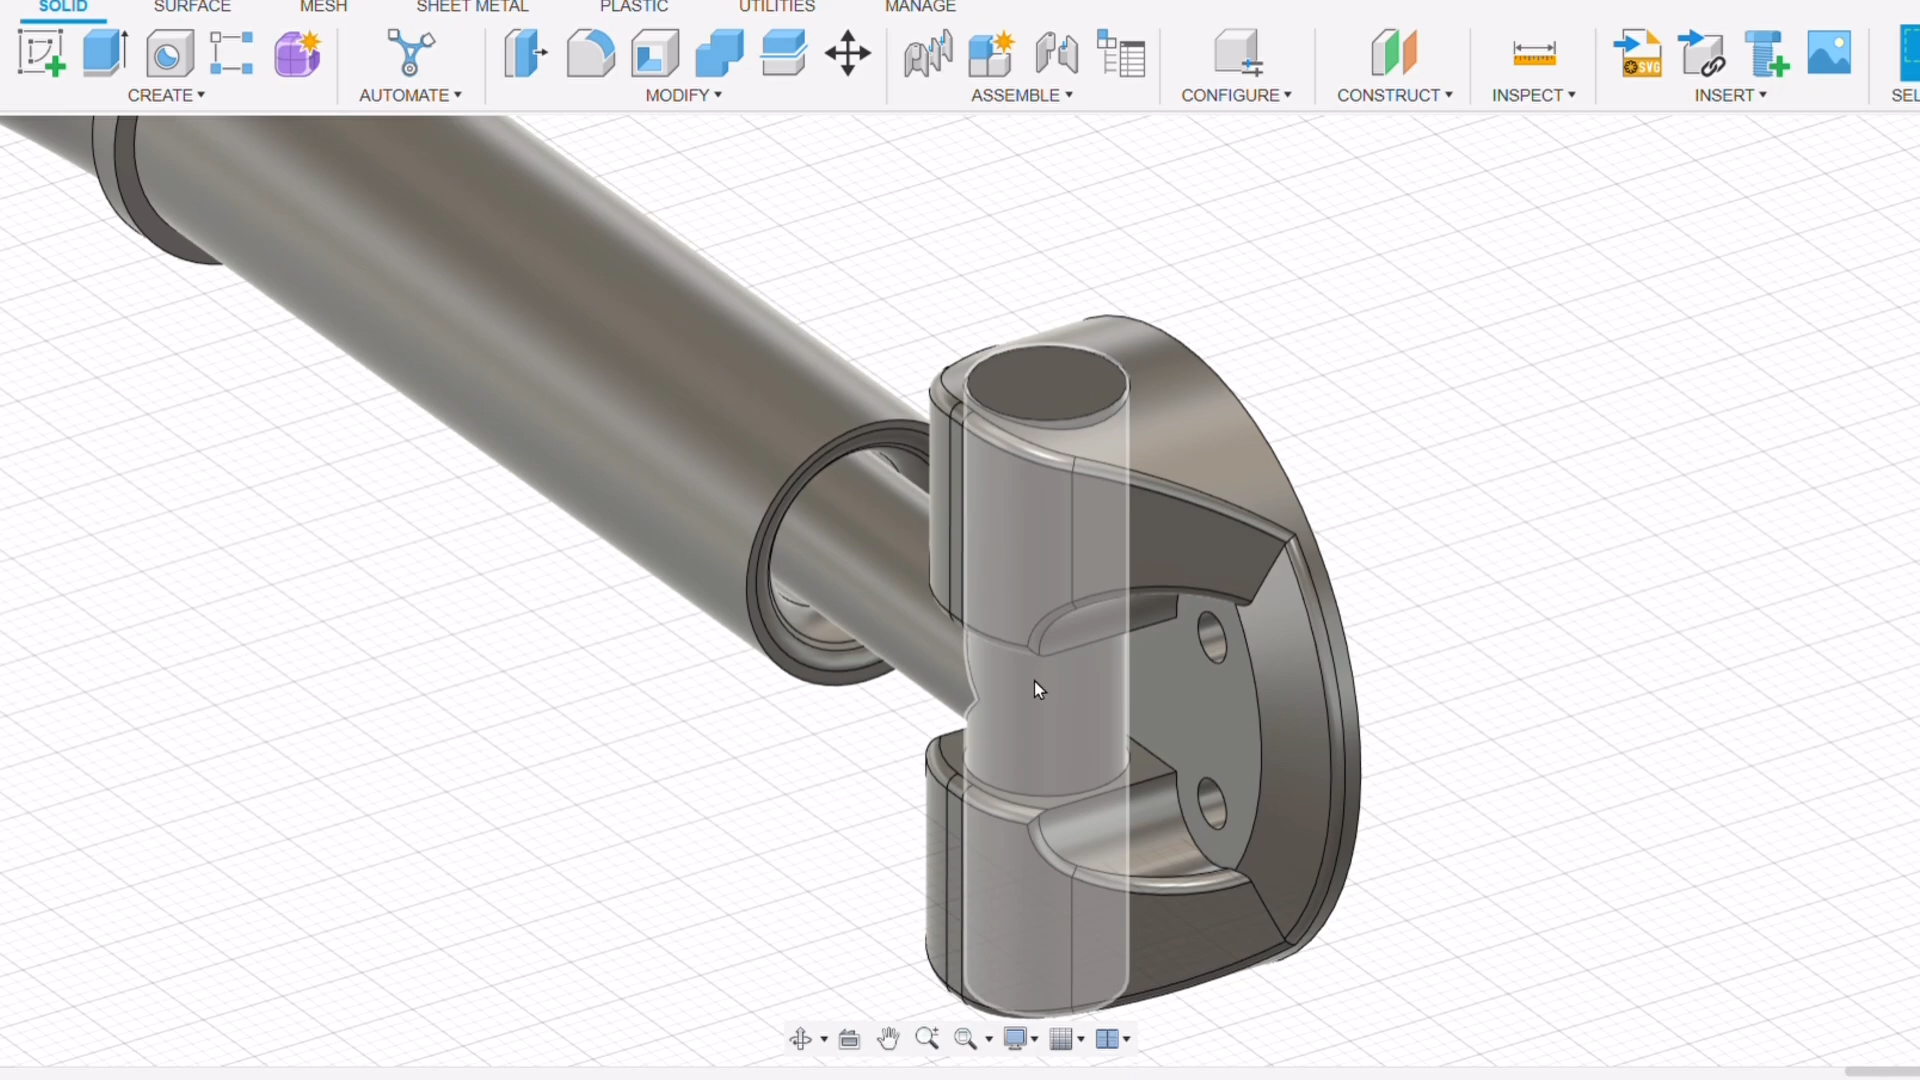 SOLID SURFACE MESH SHEET METAL PLASTIC UTILITIES MANAGE
SVG
CREATE AUTOMATE MODIFY ASSEMBLE CONFIGURE CONSTRUCT INSPECT INSERT SEL